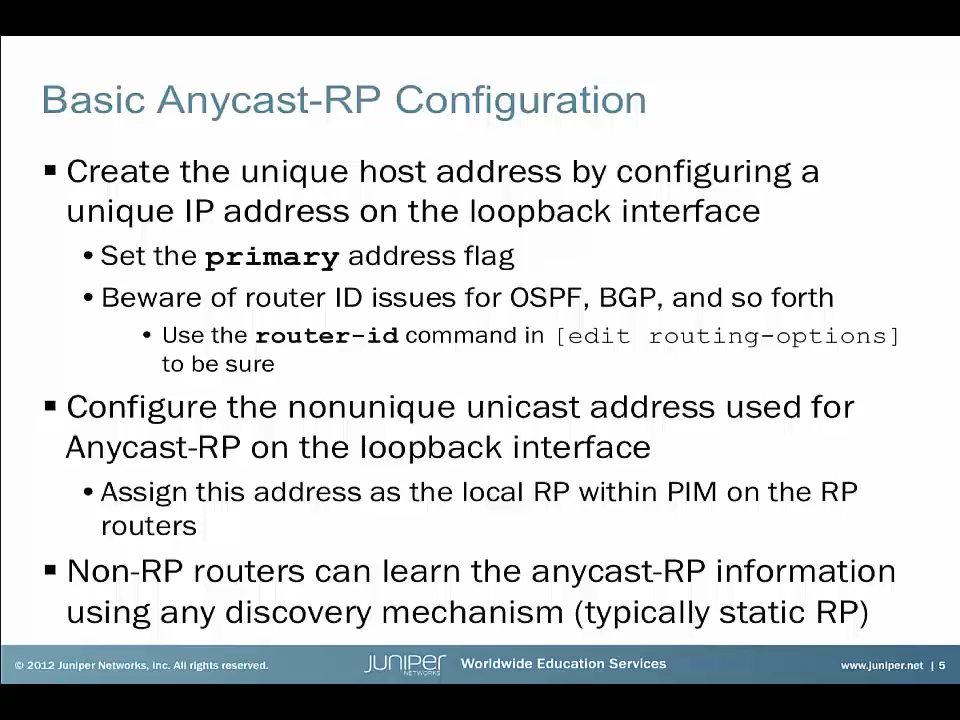 Basic Anycast-RP Configuration
▪ Create the unique host address by configuring a
unique IP address on the loopback interface
• Set the primary address flag
• Beware of router ID issues for OSPF, BGP, and so forth
• Use the router-id command in [edit routing-options]
to be sure
▪ Configure the nonunique unicast address used for
Anycast-RP on the loopback interface
• Assign this address as the local RP within PIM on the RP
routers
▪ Non-RP routers can learn the anycast-RP information
using any discovery mechanism (typically static RP)
© 2012 Juniper Networks, Inc. All rights reserved. JUNIPER NETWORKS Worldwide Education Services www.juniper.net | 5